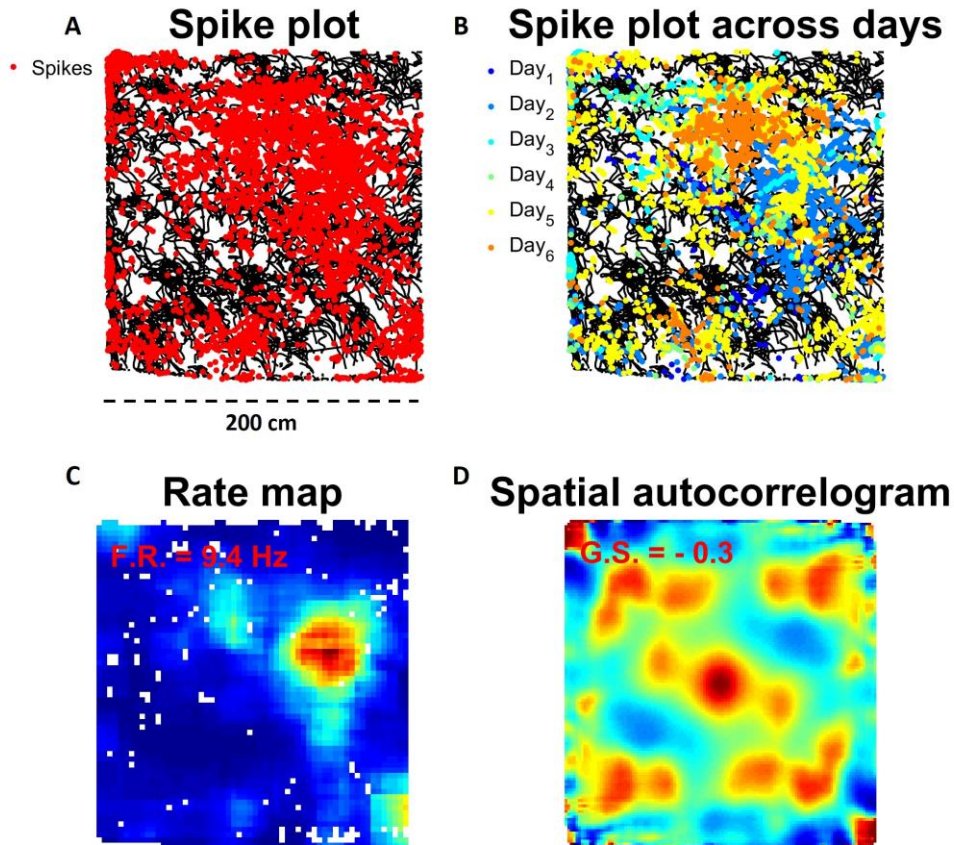 A
Spike plot
Spikes
200 cm
B
Spike plot across days
Day1
Day2
Day3
Day4
Day5
Day6
C
Rate map
F.R. = 9.4 Hz
D
Spatial autocorrelogram
G.S. = - 0.3